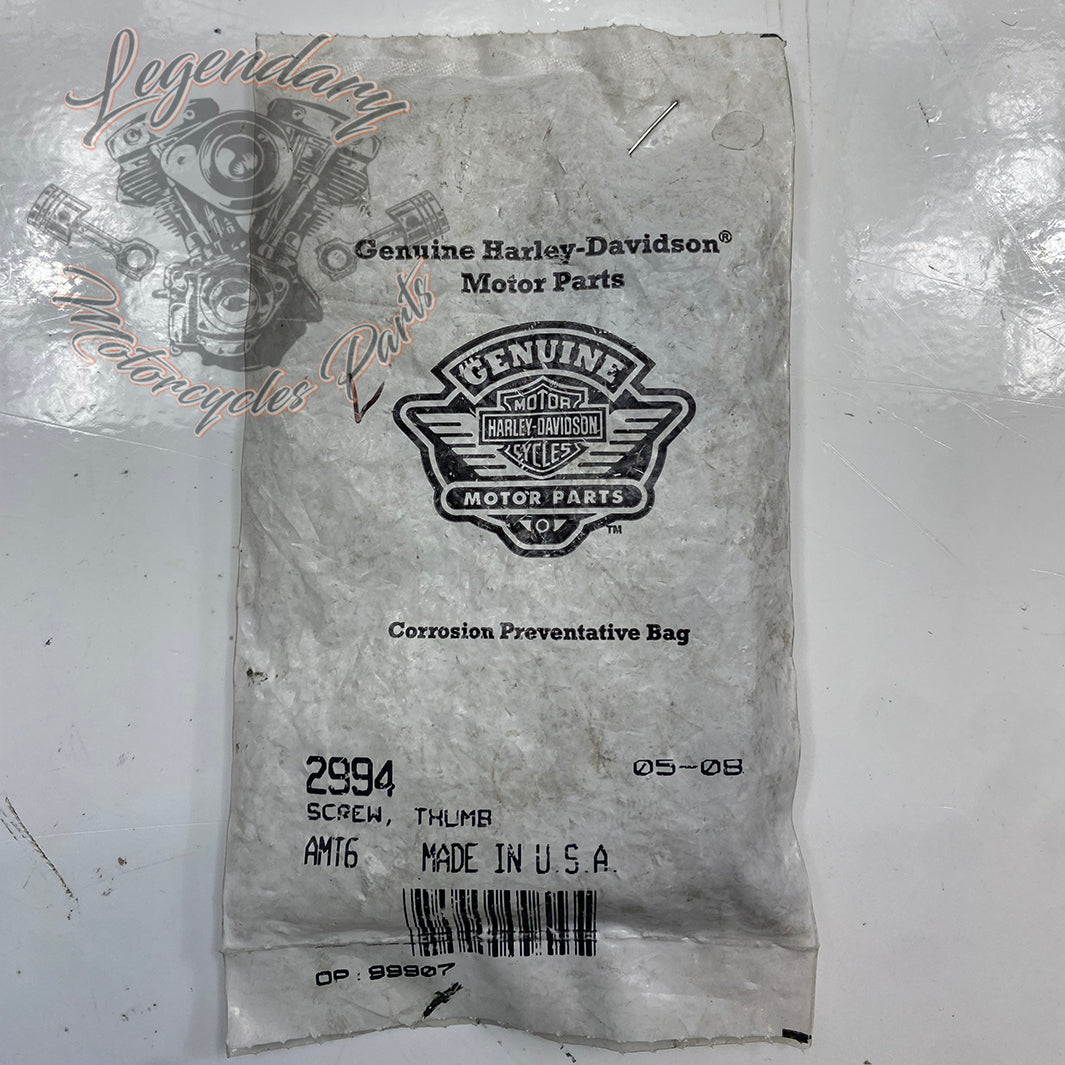 Legendary
Motorcycles Parts
Genuine Harley-Davidson®
Motor Parts
GENUINE
MOTOR
HARLEY-DAVIDSON
CYCLES
MOTOR PARTS
TM
Corrosion Preventative Bag
2994 05-08
SCREW, THUMB
AMT6 MADE IN U.S.A.
OP: 99907